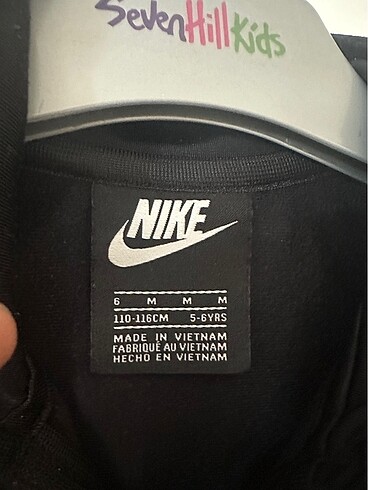 SevenHillKids
NIKE
6 M M M
110-116CM 5-6YRS
MADE IN VIETNAM
FABRIQUÉ AU VIETNAM
HECHO EN VIETNAM